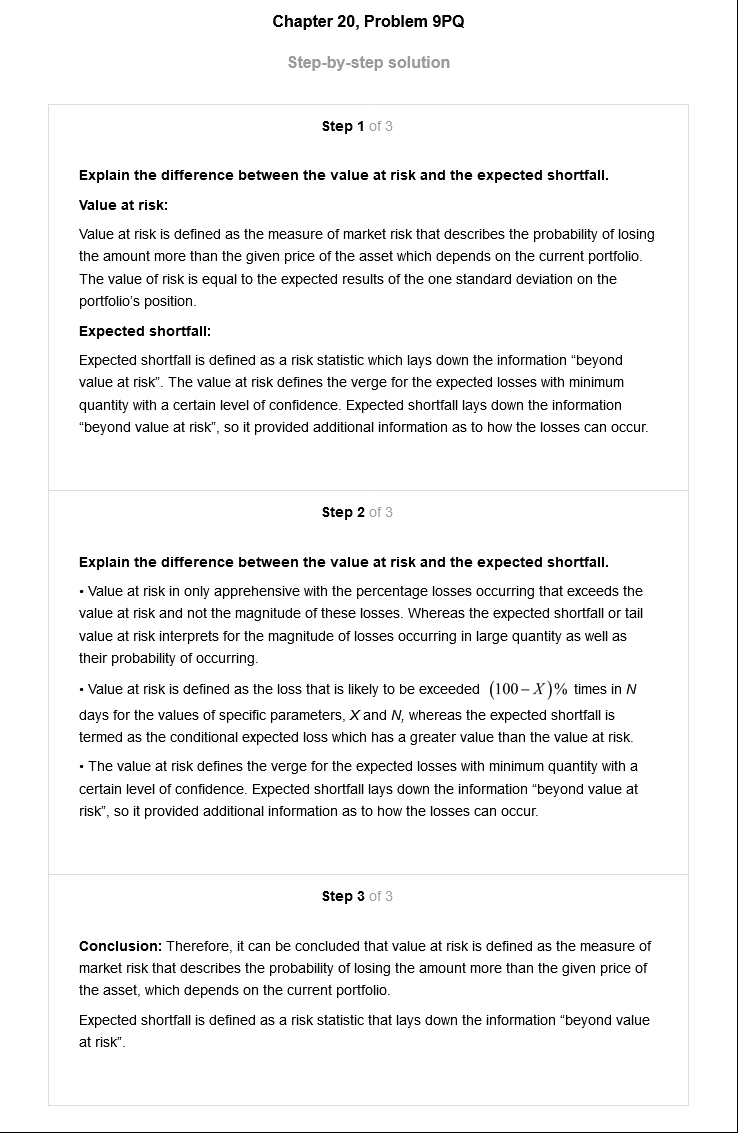 Chapter 20, Problem 9PQ
Step-by-step solution
Step 1 of 3
Explain the difference between the value at risk and the expected shortfall.
Value at risk:
Value at risk is defined as the measure of market risk that describes the probability of losing
the amount more than the given price of the asset which depends on the current portfolio.
The value of risk is equal to the expected results of the one standard deviation on the
portfolio’s position.
Expected shortfall:
Expected shortfall is defined as a risk statistic which lays down the information “beyond
value at risk”. The value at risk defines the verge for the expected losses with minimum
quantity with a certain level of confidence. Expected shortfall lays down the information
“beyond value at risk”, so it provided additional information as to how the losses can occur.
Step 2 of 3
Explain the difference between the value at risk and the expected shortfall.
• Value at risk in only apprehensive with the percentage losses occurring that exceeds the
value at risk and not the magnitude of these losses. Whereas the expected shortfall or tail
value at risk interprets for the magnitude of losses occurring in large quantity as well as
their probability of occurring.
• Value at risk is defined as the loss that is likely to be exceeded (100 – X)% times in N
days for the values of specific parameters, X and N, whereas the expected shortfall is
termed as the conditional expected loss which has a greater value than the value at risk.
• The value at risk defines the verge for the expected losses with minimum quantity with a
certain level of confidence. Expected shortfall lays down the information “beyond value at
risk”, so it provided additional information as to how the losses can occur.
Step 3 of 3
Conclusion: Therefore, it can be concluded that value at risk is defined as the measure of
market risk that describes the probability of losing the amount more than the given price of
the asset, which depends on the current portfolio.
Expected shortfall is defined as a risk statistic that lays down the information “beyond value
at risk”.